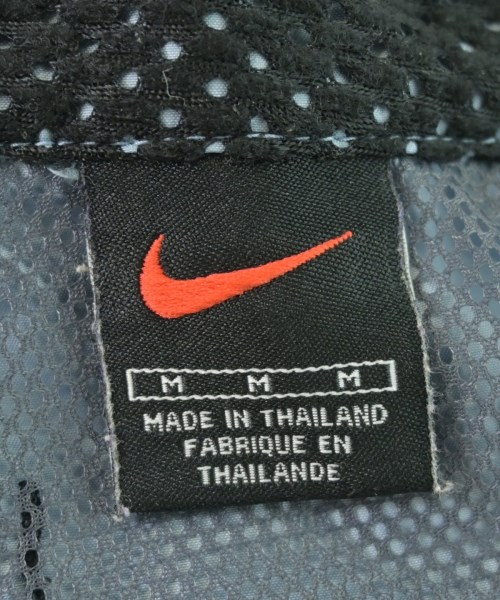 M M M
MADE IN THAILAND
FABRIQUE EN
THAILANDE